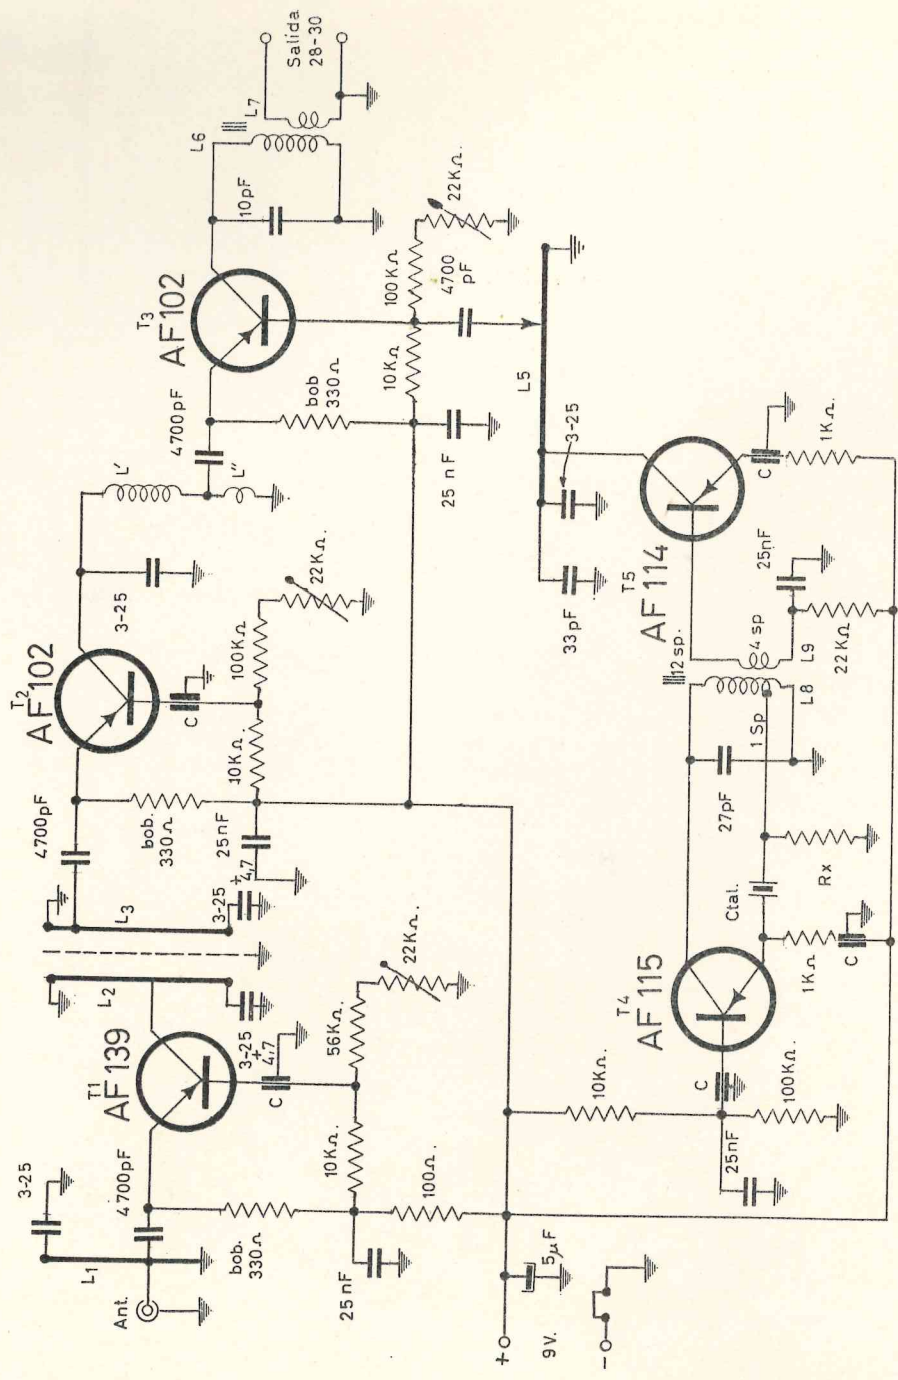 Ant.
L1
3-25
4700pF
bob.
330Ω
25 nF
T1
AF139
10KΩ.
100Ω.
C
3-25
+
4,7
56KΩ.
22KΩ.
L2
L3
3-25
+
4,7
4700pF
bob.
330Ω
25nF
T2
AF102
C
10KΩ
100KΩ
22KΩ.
3-25
L'
L''
4700pF
bob
330Ω
25 nF
T3
AF102
10KΩ
100KΩ
4700
pF
22KΩ.
10pF
L6
L7
Salida
28-30
+
9V.
-
5µF
10KΩ
25nF
100KΩ.
C
T4
AF115
1KΩ
C
Ctal.
Rx
27pF
1 Sp
12 sp.
4 sp
L8
L9
22KΩ
25nF
T5
AF114
C
1KΩ.
33pF
3-25
L5